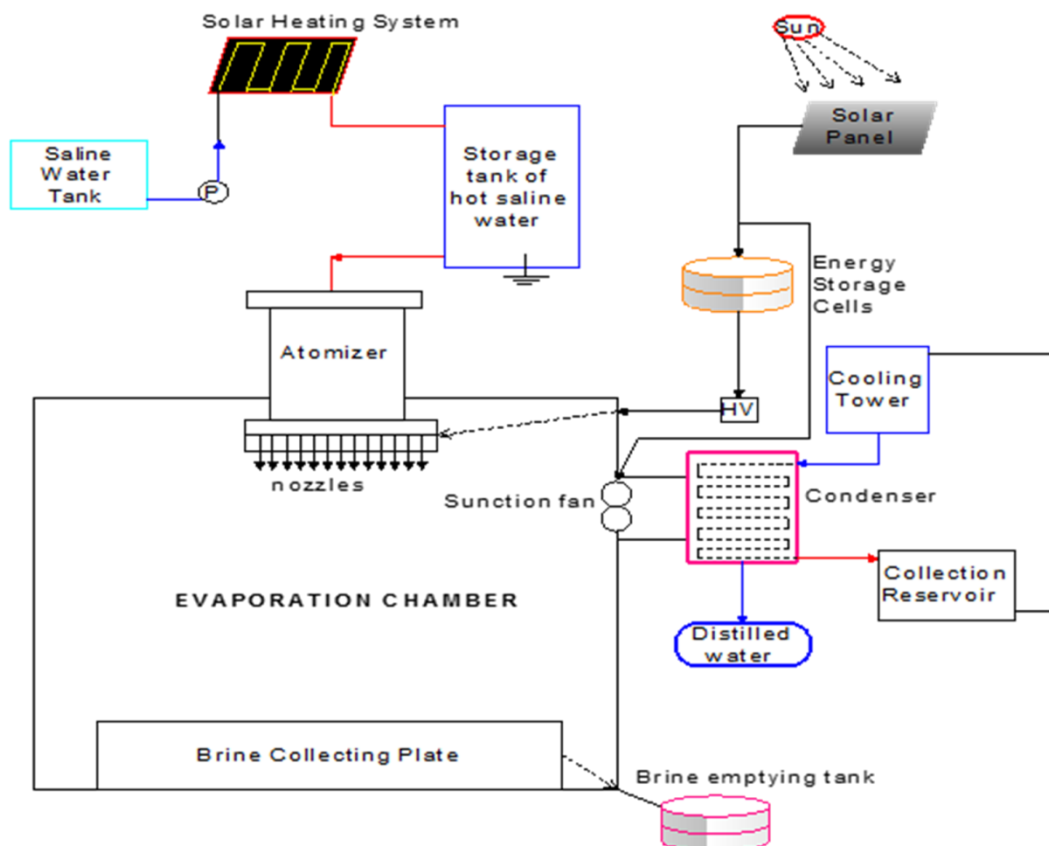 Solar Heating System
Sun
Solar
Panel
Saline
Water
Tank
P
Storage
tank of
hot saline
water
Energy
Storage
Cells
Atomizer
HV
Cooling
Tower
nozzles
Sunction fan
Condenser
EVAPORATION CHAMBER
Collection
Reservoir
Distilled
water
Brine Collecting Plate
Brine emptying tank